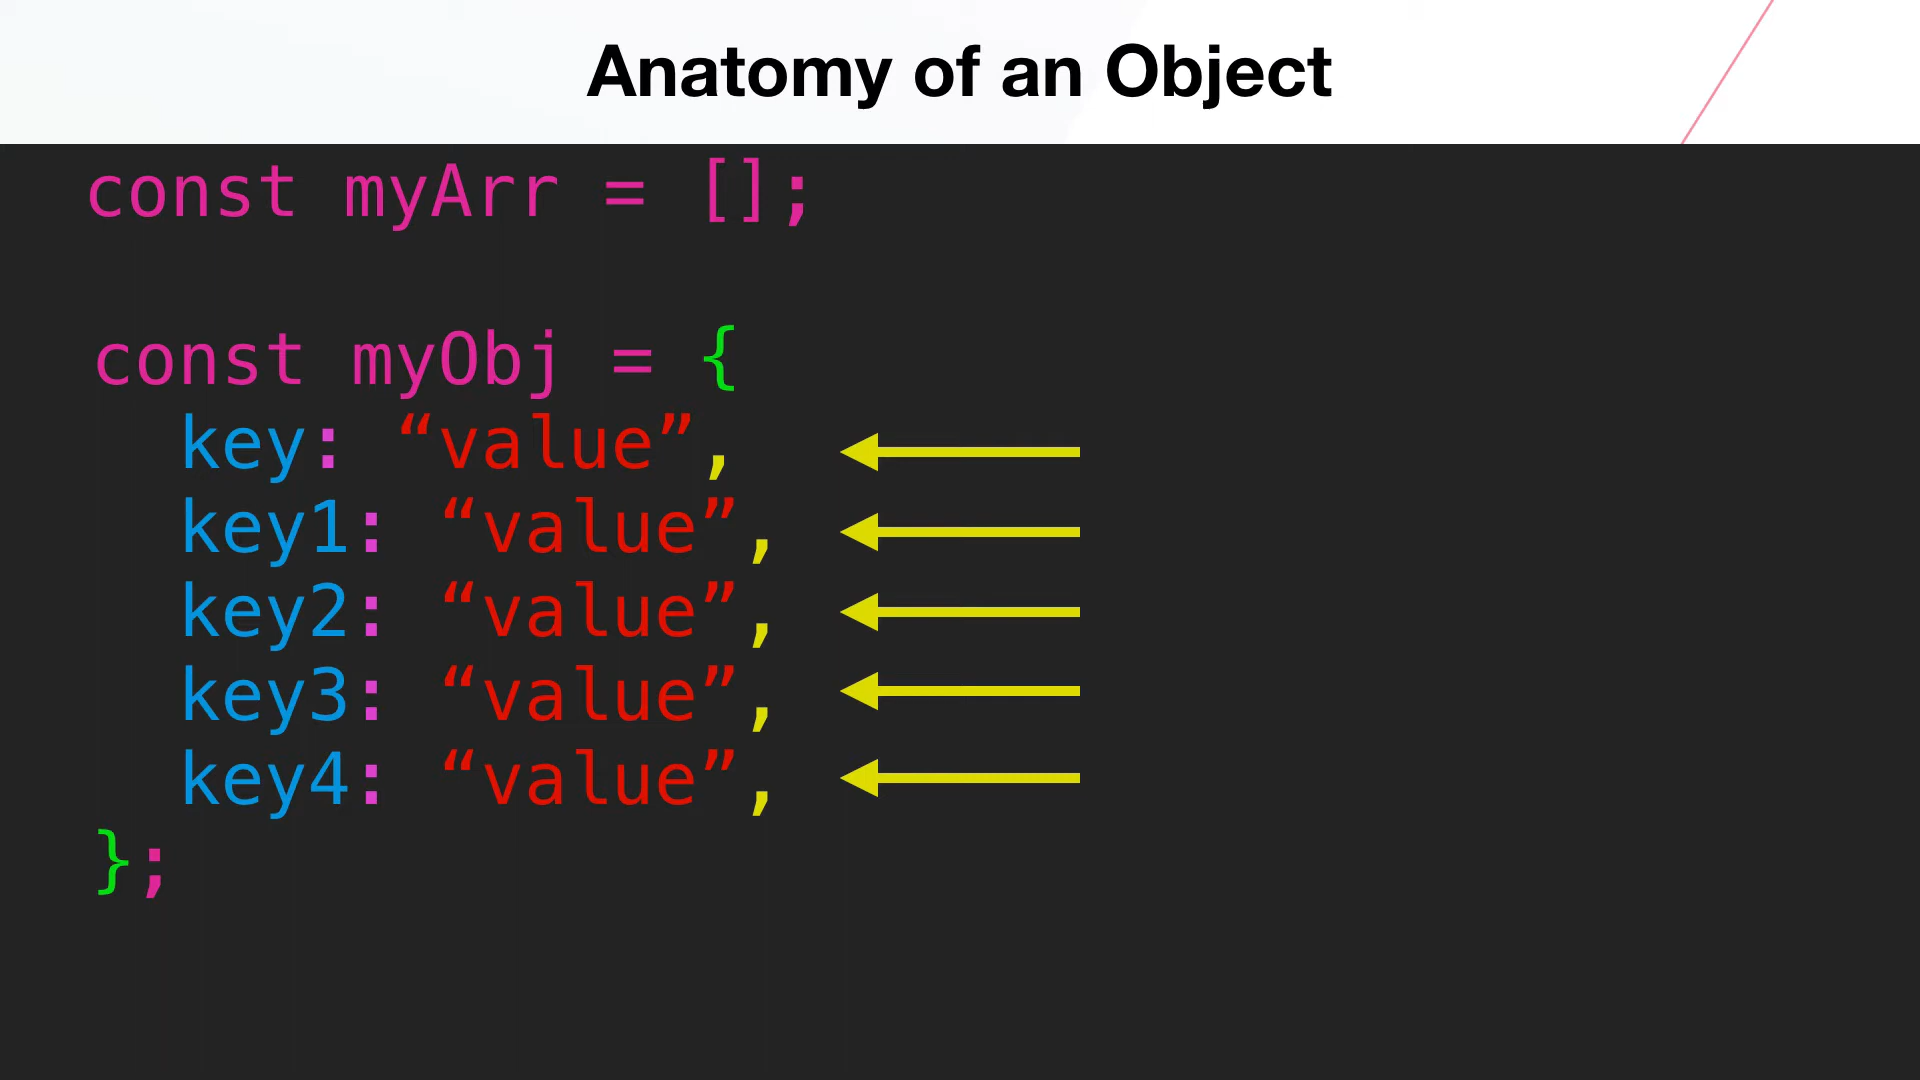 Anatomy of an Object
const myArr = [];
const myObj = {
key: “value”,
key1: “value”,
key2: “value”,
key3: “value”,
key4: “value”,
};